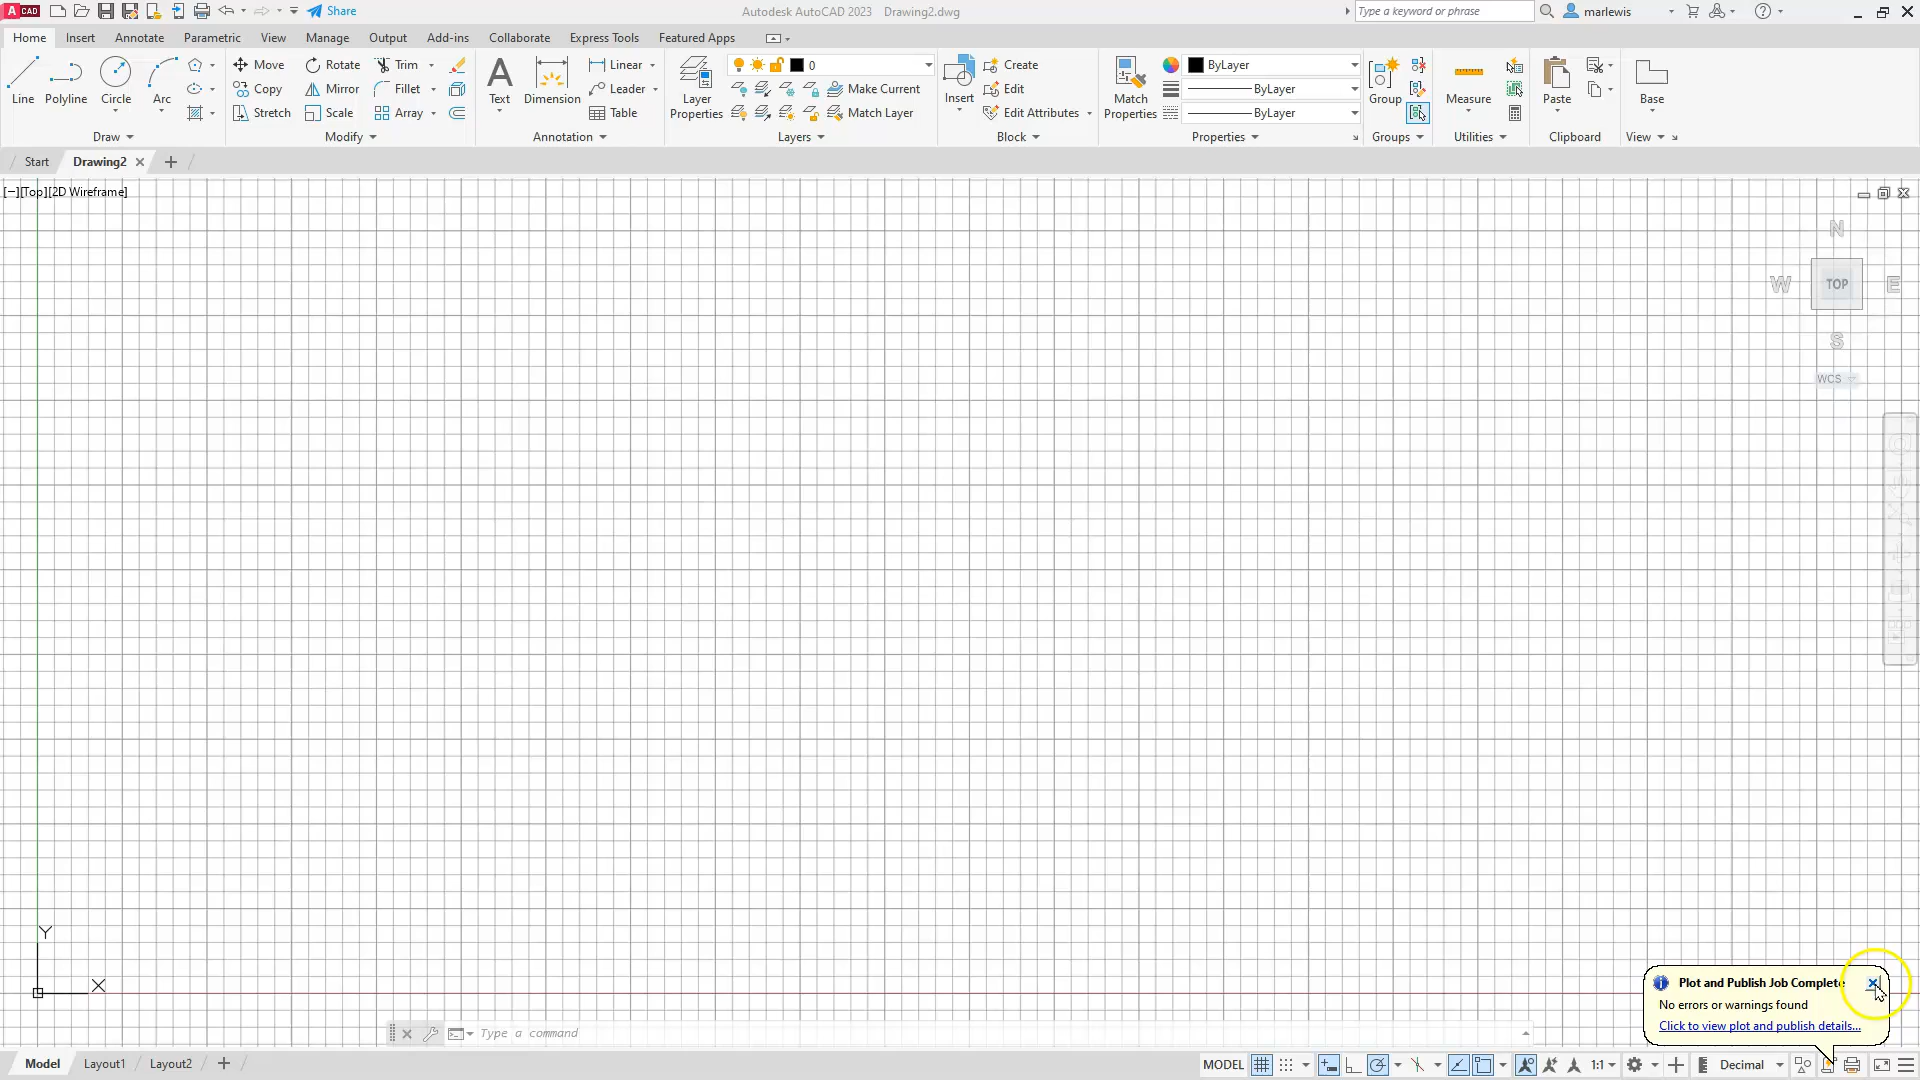 A CAD Share Autodesk AutoCAD 2023 Drawing2.dwg Type a keyword or phrase marlewis
Home Insert Annotate Parametric View Manage Output Add-ins Collaborate Express Tools Featured Apps
Line Polyline Circle Arc
Draw
Move Rotate Trim
Copy Mirror Fillet
Stretch Scale Array
Modify
Text Dimension
Linear
Leader
Table
Annotation
Layer
Properties
0
Make Current
Match Layer
Layers
Insert
Create
Edit
Edit Attributes
Block
Match
Properties
ByLayer
ByLayer
ByLayer
Properties
Group
Groups
Measure
Utilities
Paste
Clipboard
Base
View
Start Drawing2
[−][Top][2D Wireframe]
N
W TOP E
S
WCS
Y
X
Plot and Publish Job Complete
No errors or warnings found
Click to view plot and publish details...
Type a command
Model Layout1 Layout2 MODEL 1:1 Decimal